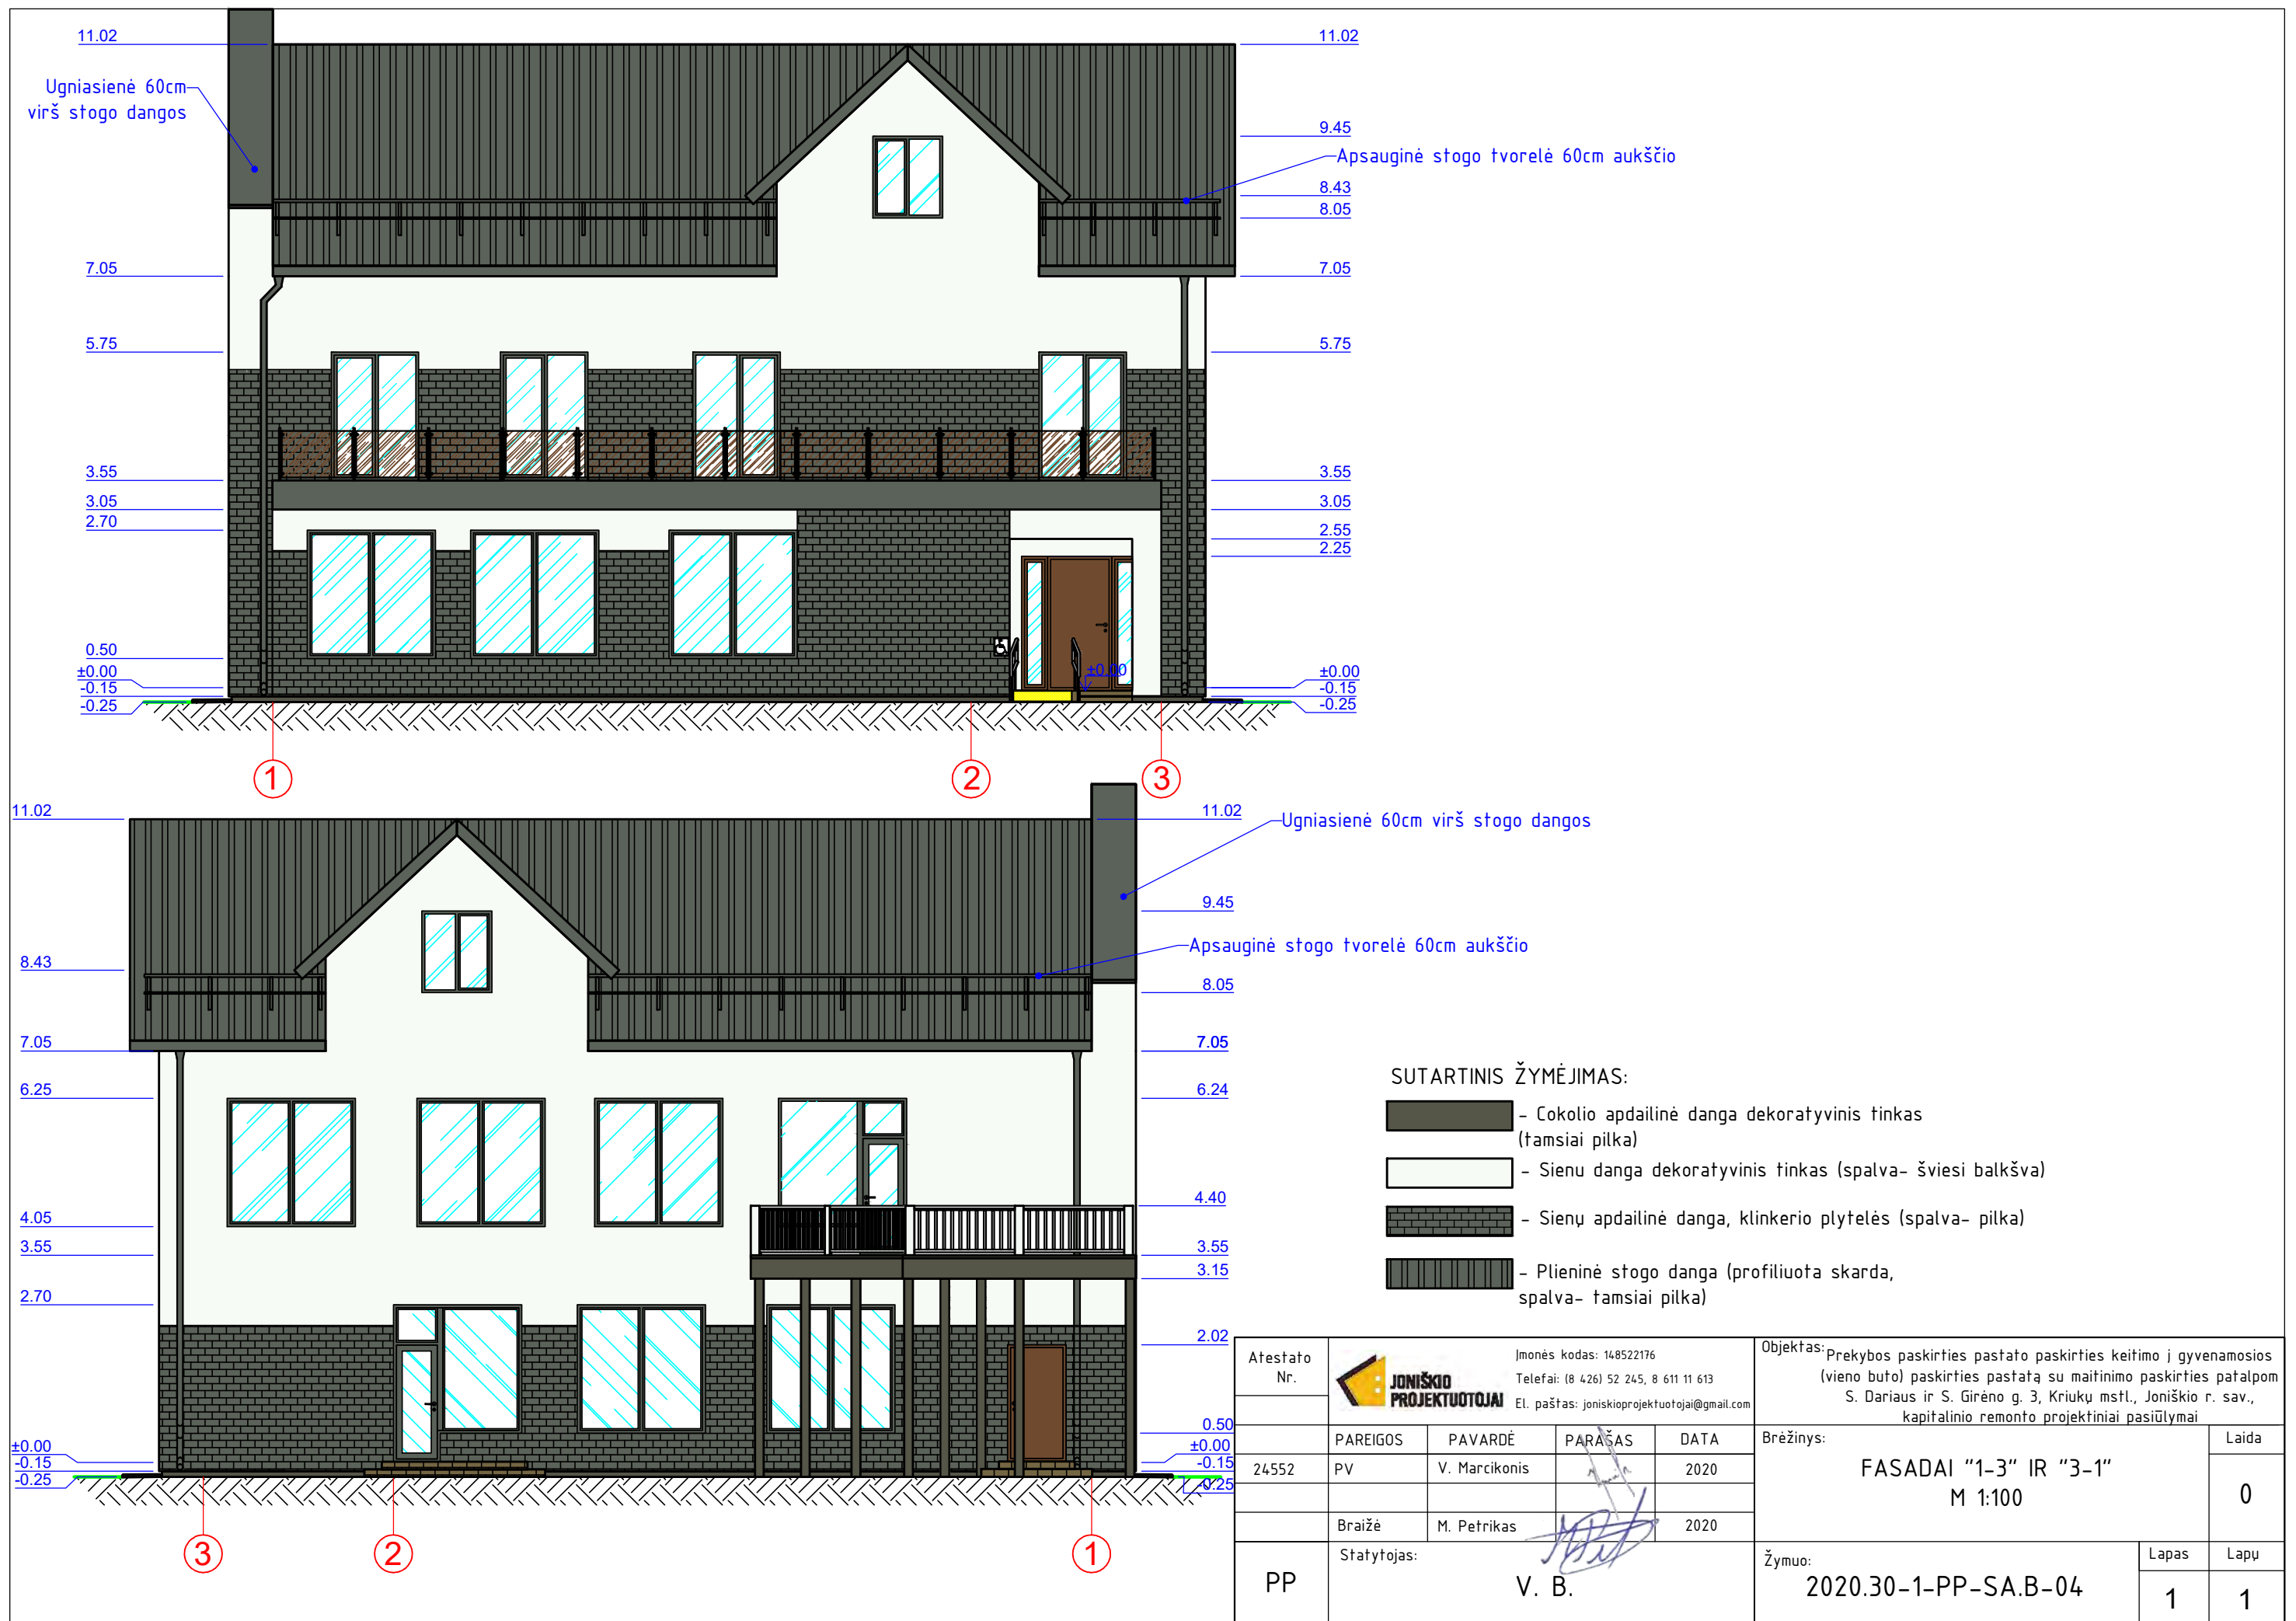 11.02
Ugniasienė 60cm
virš stogo dangos
7.05
5.75
3.55
3.05
2.70
0.50
±0.00
-0.15
-0.25
11.02
9.45
Apsauginė stogo tvorelė 60cm aukščio
8.43
8.05
7.05
5.75
3.55
3.05
2.55
2.25
±0.00
±0.00
-0.15
-0.25
1
2
3
11.02
8.43
7.05
6.25
4.05
3.55
2.70
±0.00
-0.15
-0.25
11.02
Ugniasienė 60cm virš stogo dangos
9.45
Apsauginė stogo tvorelė 60cm aukščio
8.05
7.05
6.24
4.40
3.55
3.15
2.02
0.50
±0.00
-0.15
-0.25
3
2
1
SUTARTINIS ŽYMĖJIMAS:
- Cokolio apdailinė danga dekoratyvinis tinkas
(tamsiai pilka)
- Sienu danga dekoratyvinis tinkas (spalva- šviesi balkšva)
- Sienų apdailinė danga, klinkerio plytelės (spalva- pilka)
- Plieninė stogo danga (profiliuota skarda,
spalva- tamsiai pilka)
Atestato
Nr.
JONIŠKIO
PROJEKTUOTOJAI
Įmonės kodas: 148522176
Telefai: (8 426) 52 245, 8 611 11 613
El. paštas: joniskioprojektuotojai@gmail.com
Objektas: Prekybos paskirties pastato paskirties keitimo į gyvenamosios
(vieno buto) paskirties pastatą su maitinimo paskirties patalpom
S. Dariaus ir S. Girėno g. 3, Kriukų mstl., Joniškio r. sav.,
kapitalinio remonto projektiniai pasiūlymai
PAREIGOS PAVARDĖ PARAŠAS DATA
24552 PV V. Marcikonis 2020
Braižė M. Petrikas 2020
Brėžinys:
FASADAI "1-3" IR "3-1"
M 1:100
Laida
0
PP
Statytojas:
V. B.
Žymuo:
2020.30-1-PP-SA.B-04
Lapas
1
Lapų
1